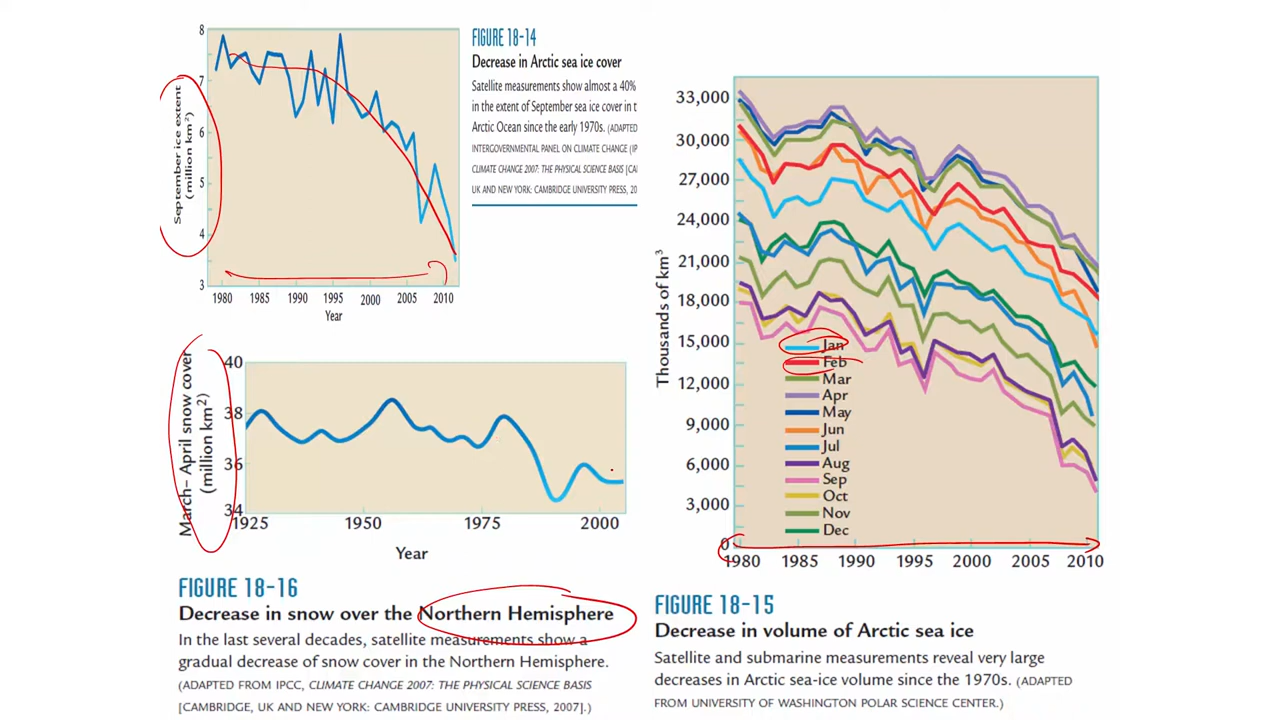 8
7
6
5
4
3
September ice extent
(million km²)
1980 1985 1990 1995 2000 2005 2010
Year
FIGURE 18-14
Decrease in Arctic sea ice cover
Satellite measurements show almost a 40%
in the extent of September sea ice cover in t
Arctic Ocean since the early 1970s. (ADAPTED
INTERGOVERNMENTAL PANEL ON CLIMATE CHANGE (IP
CLIMATE CHANGE 2007: THE PHYSICAL SCIENCE BASIS [CA
UK AND NEW YORK: CAMBRIDGE UNIVERSITY PRESS, 20
40
38
36
34
March– April snow cover
(million km²)
1925 1950 1975 2000
Year
FIGURE 18-16
Decrease in snow over the Northern Hemisphere
In the last several decades, satellite measurements show a
gradual decrease of snow cover in the Northern Hemisphere.
(ADAPTED FROM IPCC, CLIMATE CHANGE 2007: THE PHYSICAL SCIENCE BASIS
[CAMBRIDGE, UK AND NEW YORK: CAMBRIDGE UNIVERSITY PRESS, 2007].)
33,000
30,000
27,000
24,000
21,000
18,000
15,000
12,000
9,000
6,000
3,000
0
Thousands of km³
Jan
Feb
Mar
Apr
May
Jun
Jul
Aug
Sep
Oct
Nov
Dec
1980 1985 1990 1995 2000 2005 2010
FIGURE 18-15
Decrease in volume of Arctic sea ice
Satellite and submarine measurements reveal very large
decreases in Arctic sea-ice volume since the 1970s. (ADAPTED
FROM UNIVERSITY OF WASHINGTON POLAR SCIENCE CENTER.)